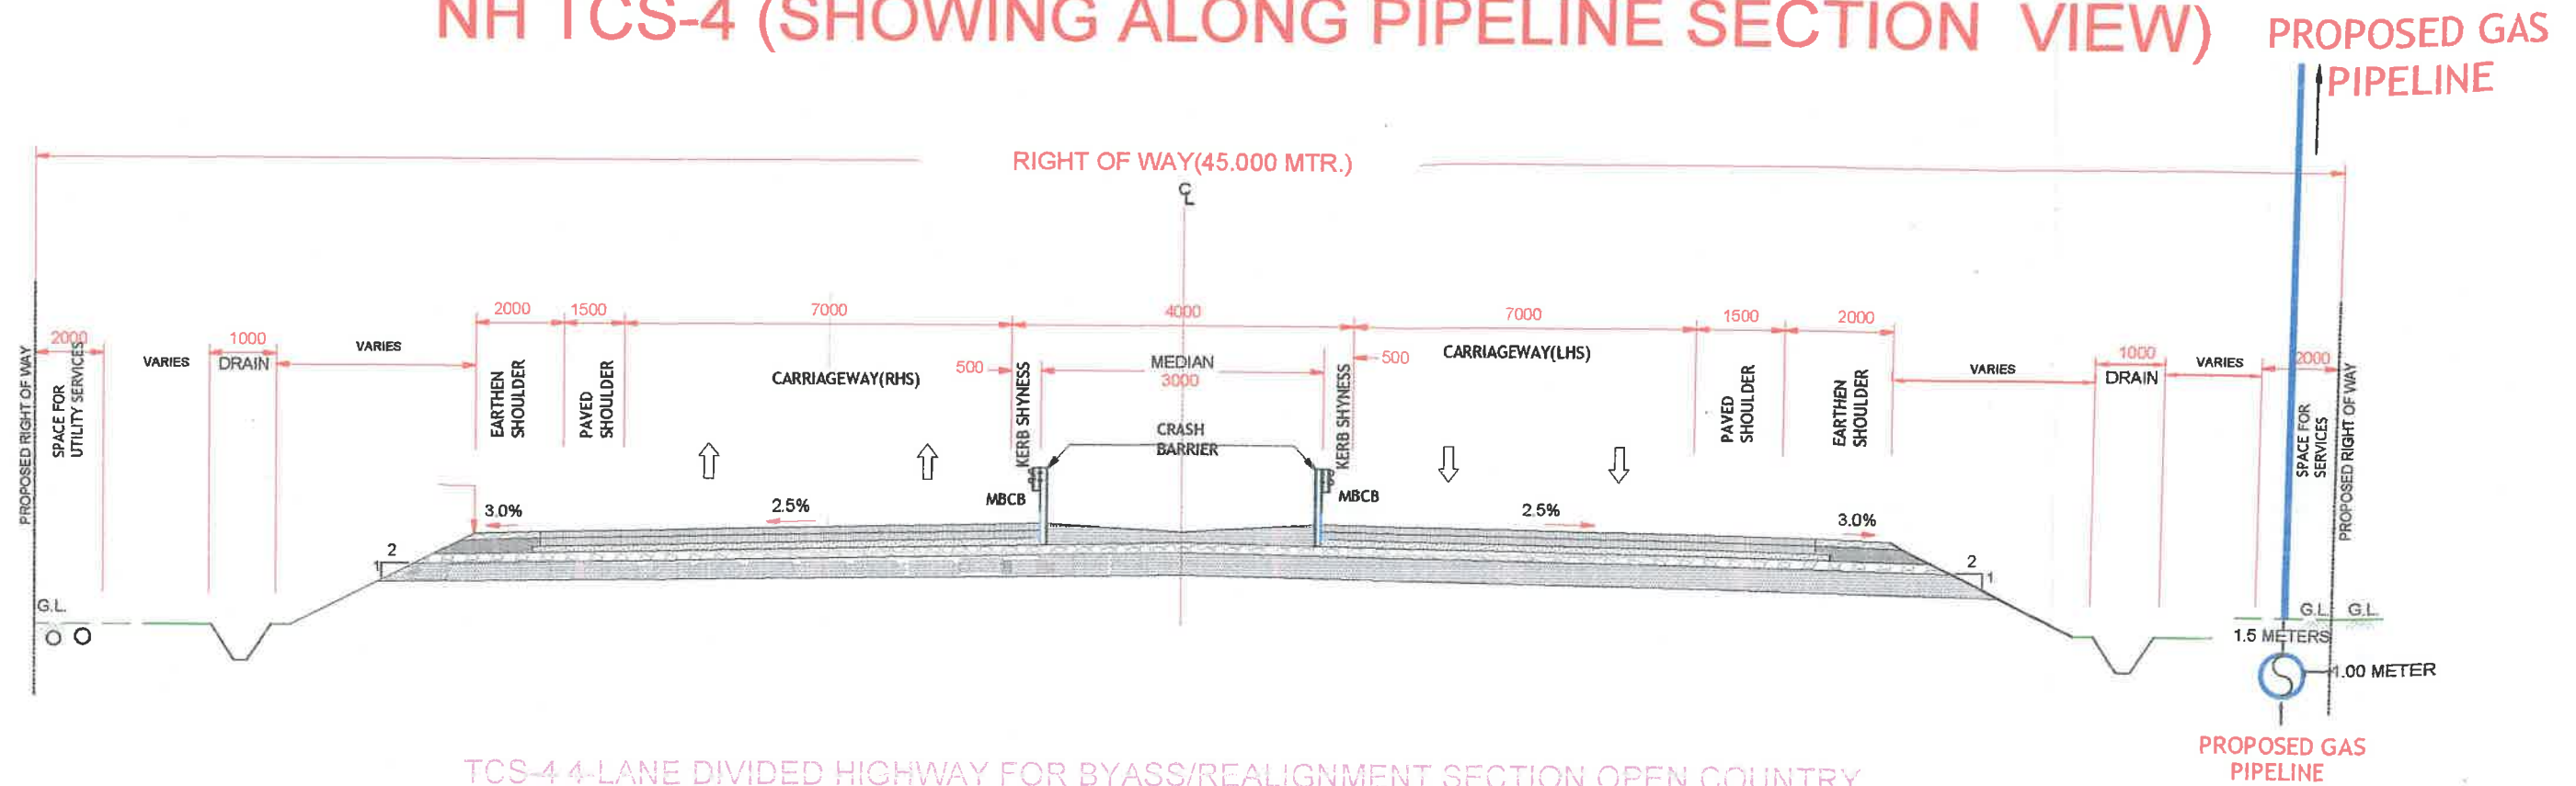 NH TCS-4 (SHOWING ALONG PIPELINE SECTION VIEW)
PROPOSED GAS
PIPELINE
RIGHT OF WAY(45.000 MTR.)
CL
2000
1500
7000
4000
7000
1500
2000
2000
1000
VARIES
VARIES
DRAIN
500
MEDIAN
3000
500
CARRIAGEWAY(RHS)
CARRIAGEWAY(LHS)
VARIES
1000
DRAIN
VARIES
2000
PROPOSED RIGHT OF WAY
SPACE FOR
UTILITY SERVICES
EARTHEN
SHOULDER
PAVED
SHOULDER
KERB SHYNESS
CRASH
BARRIER
KERB SHYNESS
PAVED
SHOULDER
EARTHEN
SHOULDER
SPACE FOR
SERVICES
PROPOSED RIGHT OF WAY
MBCB
MBCB
3.0%
2.5%
2.5%
3.0%
2
1
2
1
G.L.
G.L.
G.L.
1.5 METERS
1.00 METER
PROPOSED GAS
PIPELINE
TCS-4 4-LANE DIVIDED HIGHWAY FOR BYASS/REALIGNMENT SECTION OPEN COUNTRY